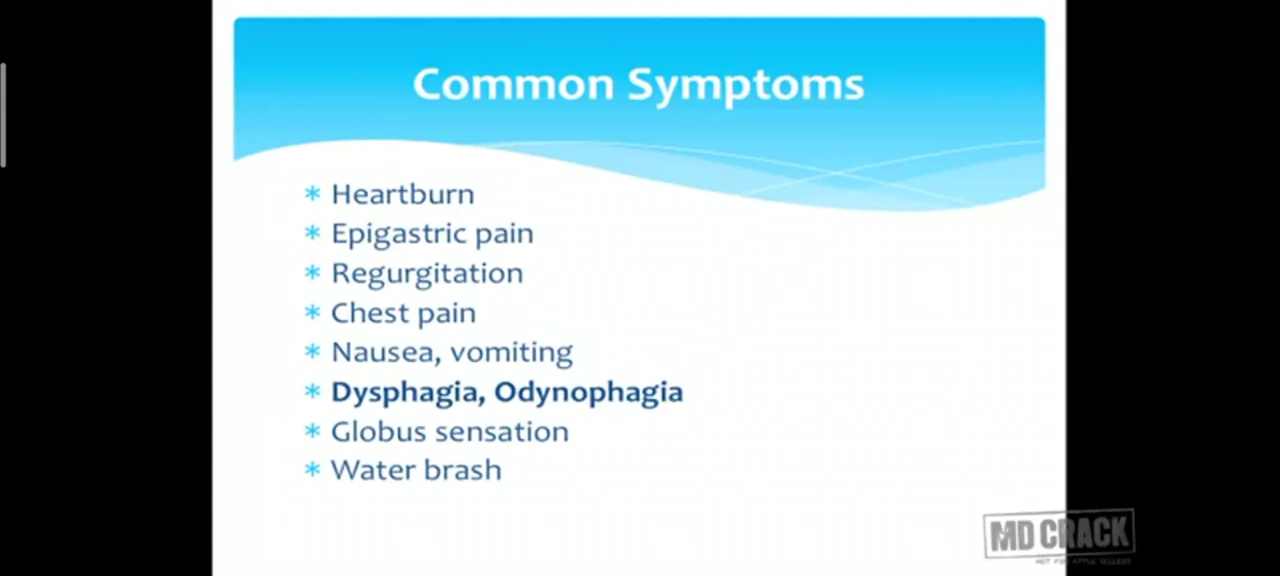 Common Symptoms
* Heartburn
* Epigastric pain
* Regurgitation
* Chest pain
* Nausea, vomiting
* Dysphagia, Odynophagia
* Globus sensation
* Water brash
MD CRACK